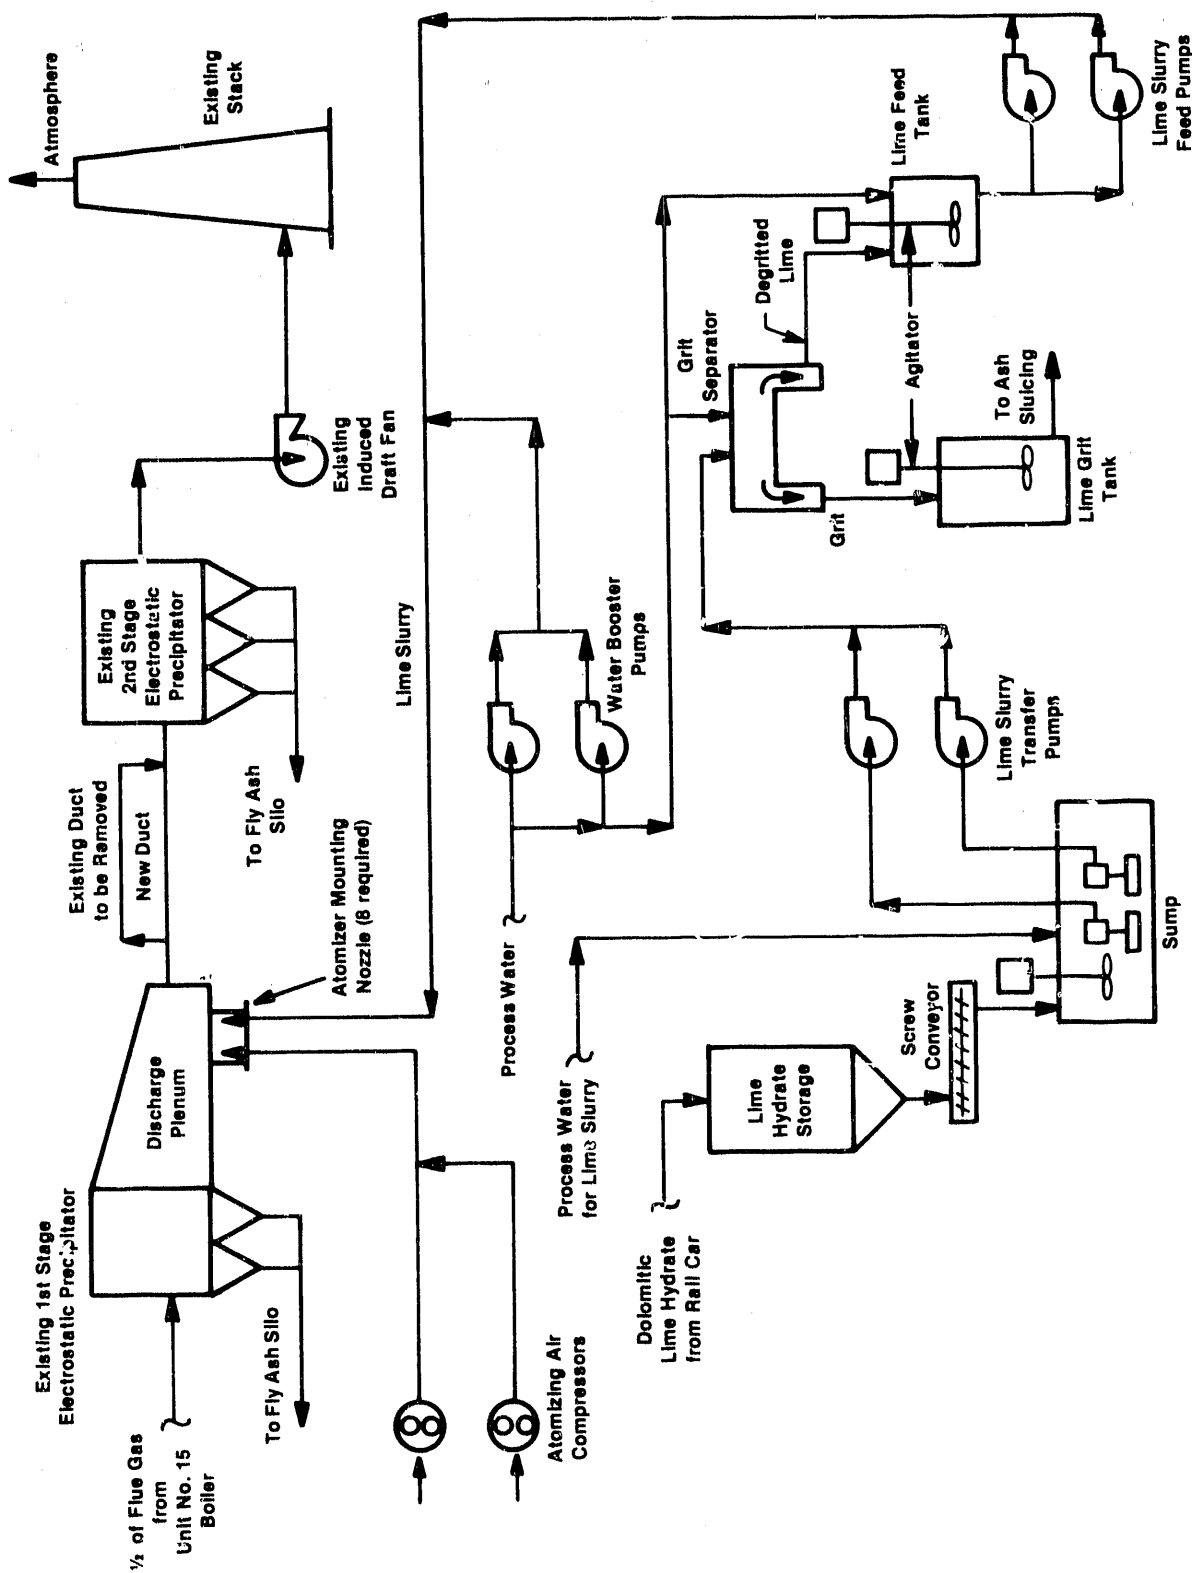 ½ of Flue Gas
from
Unit No. 15
Boiler
Existing 1st Stage
Electrostatic Precipitator
Discharge
Plenum
To Fly Ash Silo
Existing Duct
to be Removed
New Duct
Existing
2nd Stage
Electrostatic
Precipitator
To Fly Ash
Silo
Existing
Induced
Draft Fan
Atmosphere
Existing
Stack
Atomizer Mounting
Nozzle (8 required)
Lime Slurry
Atomizing Air
Compressors
Process Water
Water Booster
Pumps
Process Water
for Lime Slurry
Dolomitic
Lime Hydrate
from Rail Car
Lime
Hydrate
Storage
Screw
Conveyor
Sump
Lime Slurry
Transfer
Pumps
Grit
Separator
Degritted
Lime
Grit
Agitator
To Ash
Sluicing
Lime Grit
Tank
Lime Feed
Tank
Lime Slurry
Feed Pumps